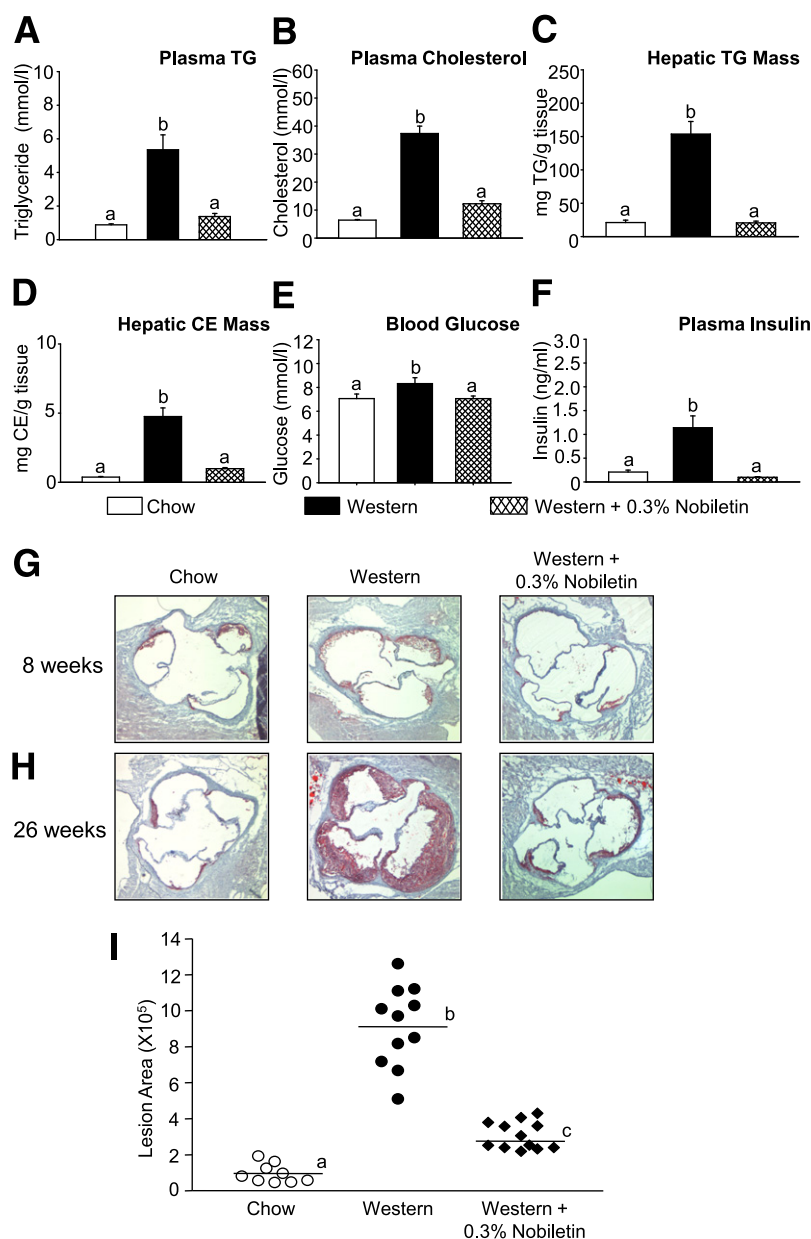 A
Plasma TG
Triglyceride (mmol/l)
10
8
6
4
2
0
a
b
a
B
Plasma Cholesterol
Cholesterol (mmol/l)
60
50
40
30
20
10
0
a
b
a
C
Hepatic TG Mass
mg TG/g tissue
250
200
150
100
50
0
a
b
a
D
Hepatic CE Mass
mg CE/g tissue
10
5
0
a
b
a
E
Blood Glucose
Glucose (mmol/l)
12
10
8
6
4
2
0
a
b
a
F
Plasma Insulin
Insulin (ng/ml)
3.0
2.5
2.0
1.5
1.0
0.5
0
a
b
a
Chow
Western
Western + 0.3% Nobiletin
G
Chow
Western
Western +
0.3% Nobiletin
8 weeks
H
26 weeks
I
Lesion Area (X10⁵)
14
12
10
8
6
4
2
0
a
b
c
Chow
Western
Western +
0.3% Nobiletin